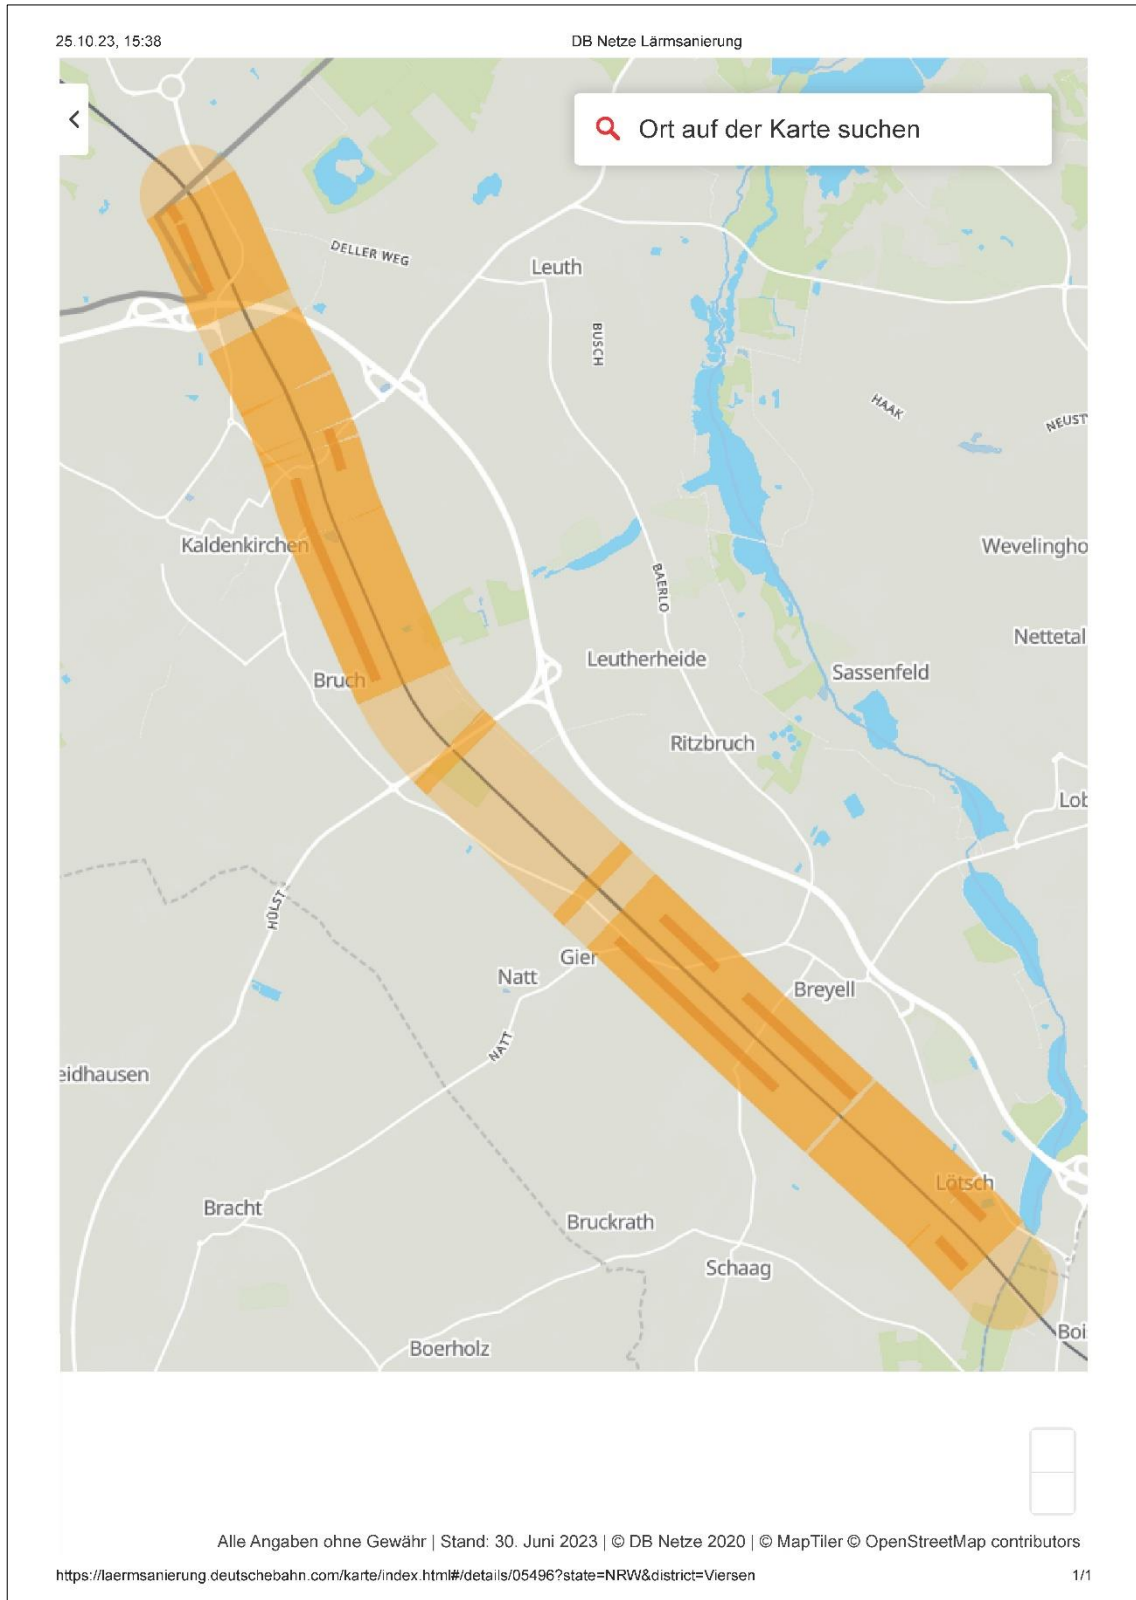 25.10.23, 15:38
DB Netze Lärmsanierung
Ort auf der Karte suchen
DELLER WEG
Leuth
BUSCH
HAAK
NEUST
Kaldenkirchen
Wevelingho
BAERLO
Nettetal
Leutherheide
Sassenfeld
Bruch
Ritzbruch
Lob
HÜLST
Gier
Natt
Breyell
NATT
eidhausen
Lötsch
Bracht
Bruckrath
Schaag
Boi
Boerholz
Alle Angaben ohne Gewähr | Stand: 30. Juni 2023 | © DB Netze 2020 | © MapTiler © OpenStreetMap contributors
https://laermsanierung.deutschebahn.com/karte/index.html#/details/05496?state=NRW&district=Viersen
1/1